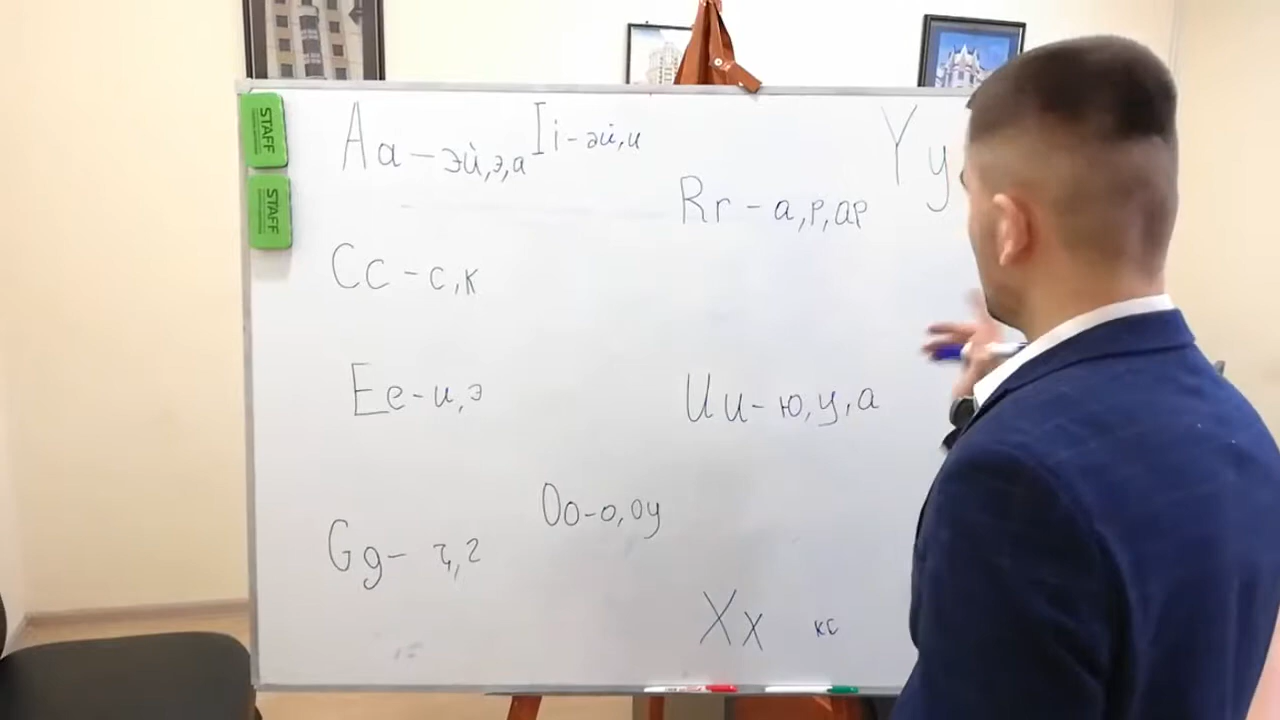 STAFF
STAFF
Aa - эй,э,а
Ii - ай,и
Yy
Rr - а,р,ар
Cc - с,к
Ee - и,э
Uu - ю,у,а
Oo - о,оу
Gg - ч,г
Xx кс